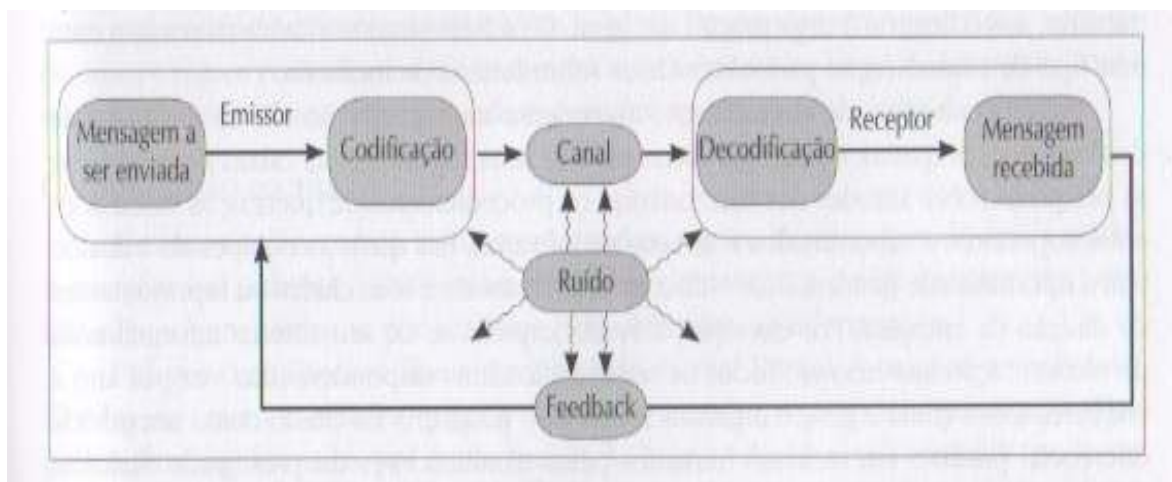 Mensagem a
ser enviada
Emissor
Codificação
Canal
Decodificação
Receptor
Mensagem
recebida
Ruído
Feedback